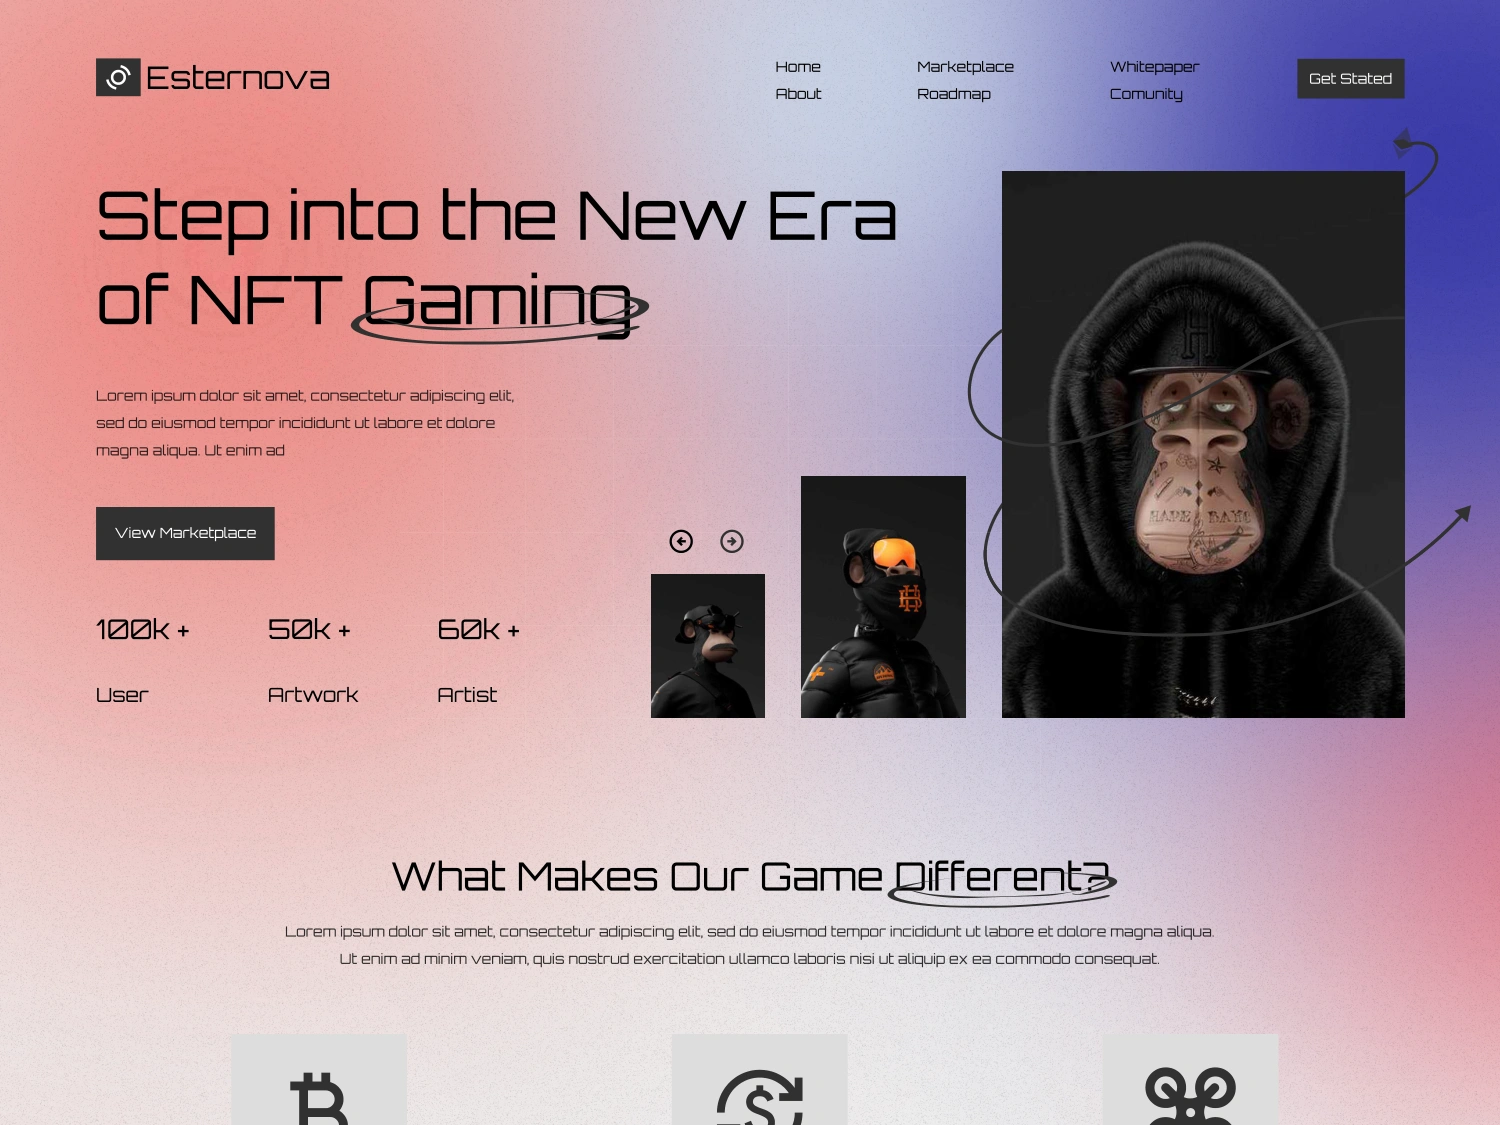 Esternova
Home
Marketplace
Whitepaper
About
Roadmap
Comunity
Get Stated
Step into the New Era
of NFT Gaming
Lorem ipsum dolor sit amet, consectetur adipiscing elit,
sed do eiusmod tempor incididunt ut labore et dolore
magna aliqua. Ut enim ad
View Marketplace
100k +
50k +
60k +
User
Artwork
Artist
H
HAPE BAYC
What Makes Our Game Different?
Lorem ipsum dolor sit amet, consectetur adipiscing elit, sed do eiusmod tempor incididunt ut labore et dolore magna aliqua.
Ut enim ad minim veniam, quis nostrud exercitation ullamco laboris nisi ut aliquip ex ea commodo consequat.